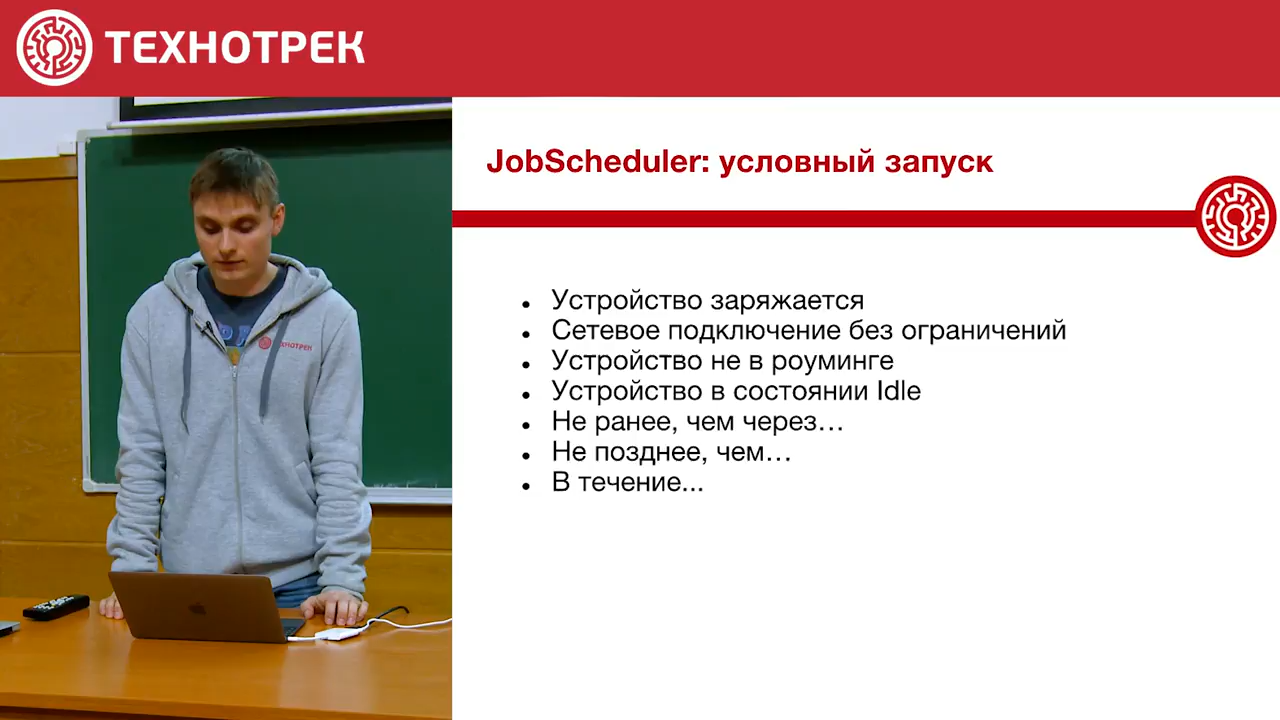 ТЕХНОТРЕК
JobScheduler: условный запуск
Устройство заряжается
Сетевое подключение без ограничений
Устройство не в роуминге
Устройство в состоянии Idle
Не ранее, чем через…
Не позднее, чем…
В течение...
ТЕХНОТРЕК